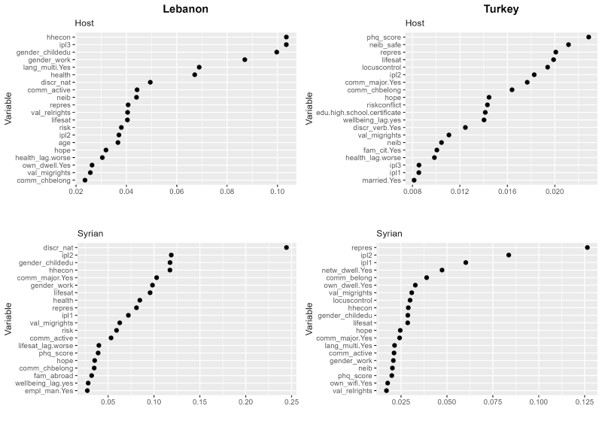 Lebanon
Turkey
Host
Host
Variable
hhecon
ipl3
gender_childedu
gender_work
lang_multi.Yes
health
discr_nat
comm_active
neib
repres
val_relrights
lifesat
risk
ipl2
age
hope
health_lag.worse
own_dwell.Yes
val_migrights
comm_chbelong
0.02 0.04 0.06 0.08 0.10
Variable
phq_score
neib_safe
repres
lifesat
locuscontrol
ipl2
comm_major.Yes
comm_chbelong
hope
riskconflict
edu.high.school.certificate
wellbeing_lag.yes
discr_verb.Yes
val_migrights
neib
fam_cit.Yes
health_lag.worse
ipl3
ipl1
married.Yes
0.008 0.012 0.016 0.020
Syrian
Syrian
Variable
discr_nat
ipl2
gender_childedu
hhecon
comm_major.Yes
gender_work
lifesat
health
repres
ipl1
val_migrights
risk
comm_active
lifesat_lag.worse
phq_score
hope
comm_chbelong
fam_abroad
wellbeing_lag.yes
empl_man.Yes
0.05 0.10 0.15 0.20 0.25
Variable
repres
ipl2
ipl1
netw_dwell.Yes
comm_belong
own_dwell.Yes
val_migrights
locuscontrol
hhecon
gender_childedu
lifesat
hope
comm_major.Yes
lang_multi.Yes
comm_active
gender_work
neib
phq_score
own_wifi.Yes
val_relrights
0.025 0.050 0.075 0.100 0.125